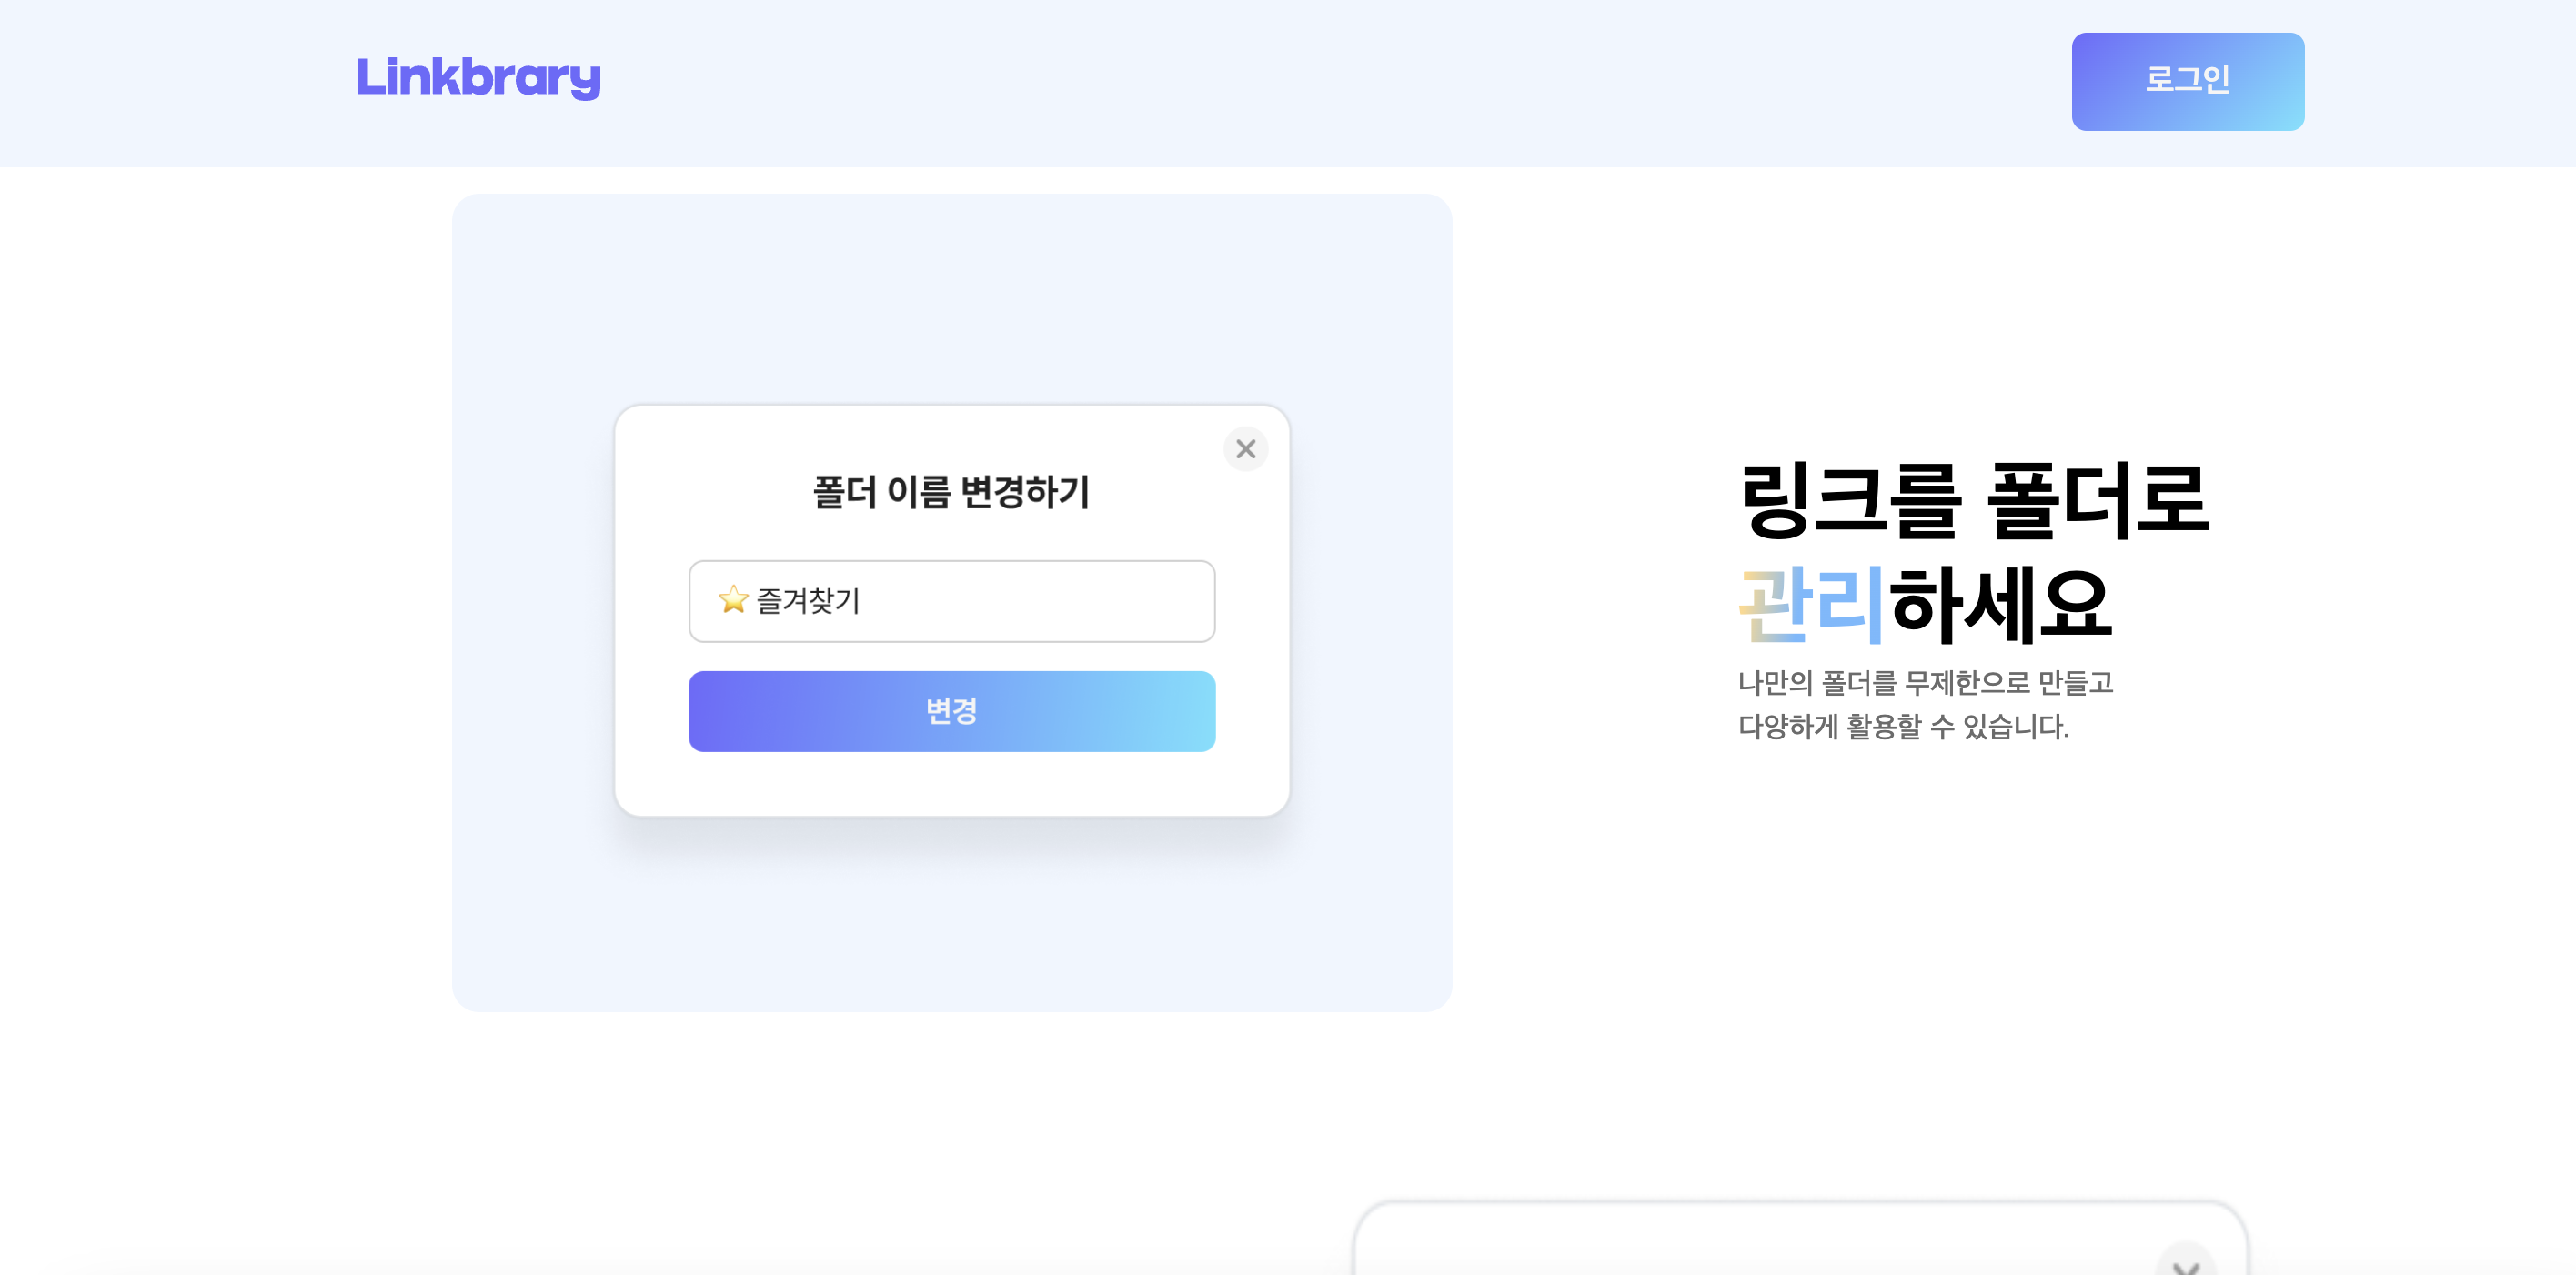 Linkbrary
로그인
폴더 이름 변경하기
⭐ 즐겨찾기
변경
링크를 폴더로
관리하세요
나만의 폴더를 무제한으로 만들고
다양하게 활용할 수 있습니다.